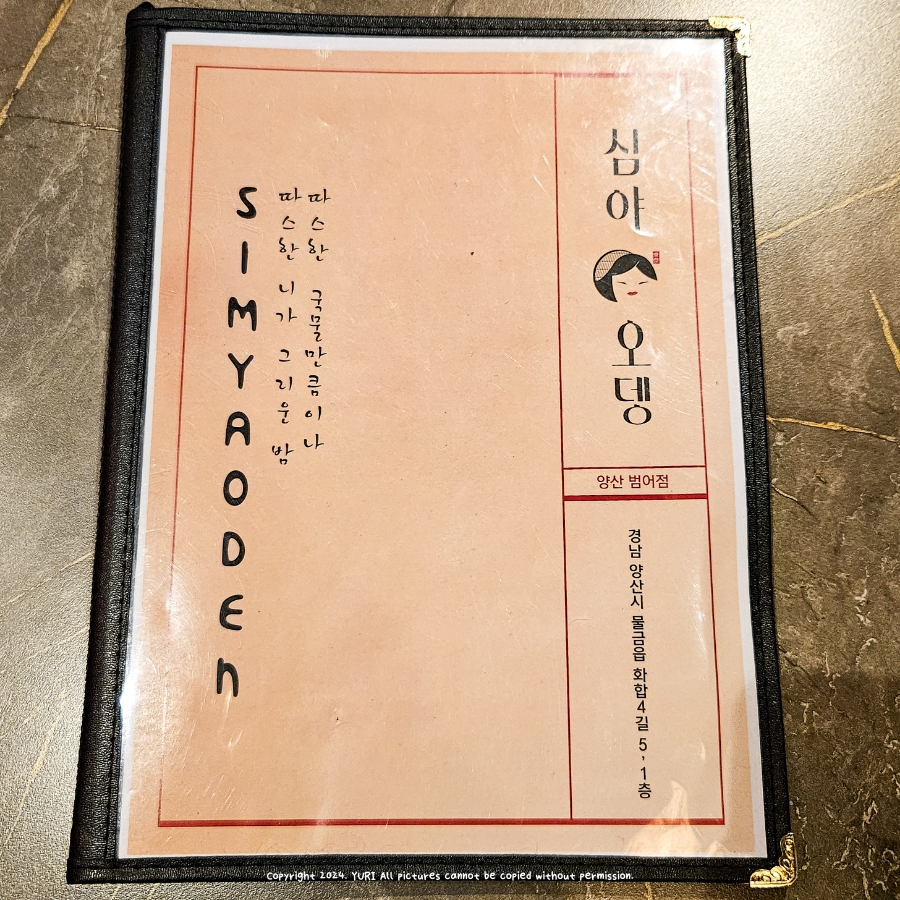 심야
오뎅
양산 범어점
경남 양산시 물금읍 화합4길 5, 1층
따스한 국물만큼이나
따스한 니가 그리운 밤
SIMYAODEn
Copyright 2024. YURI All pictures cannot be copied without permission.